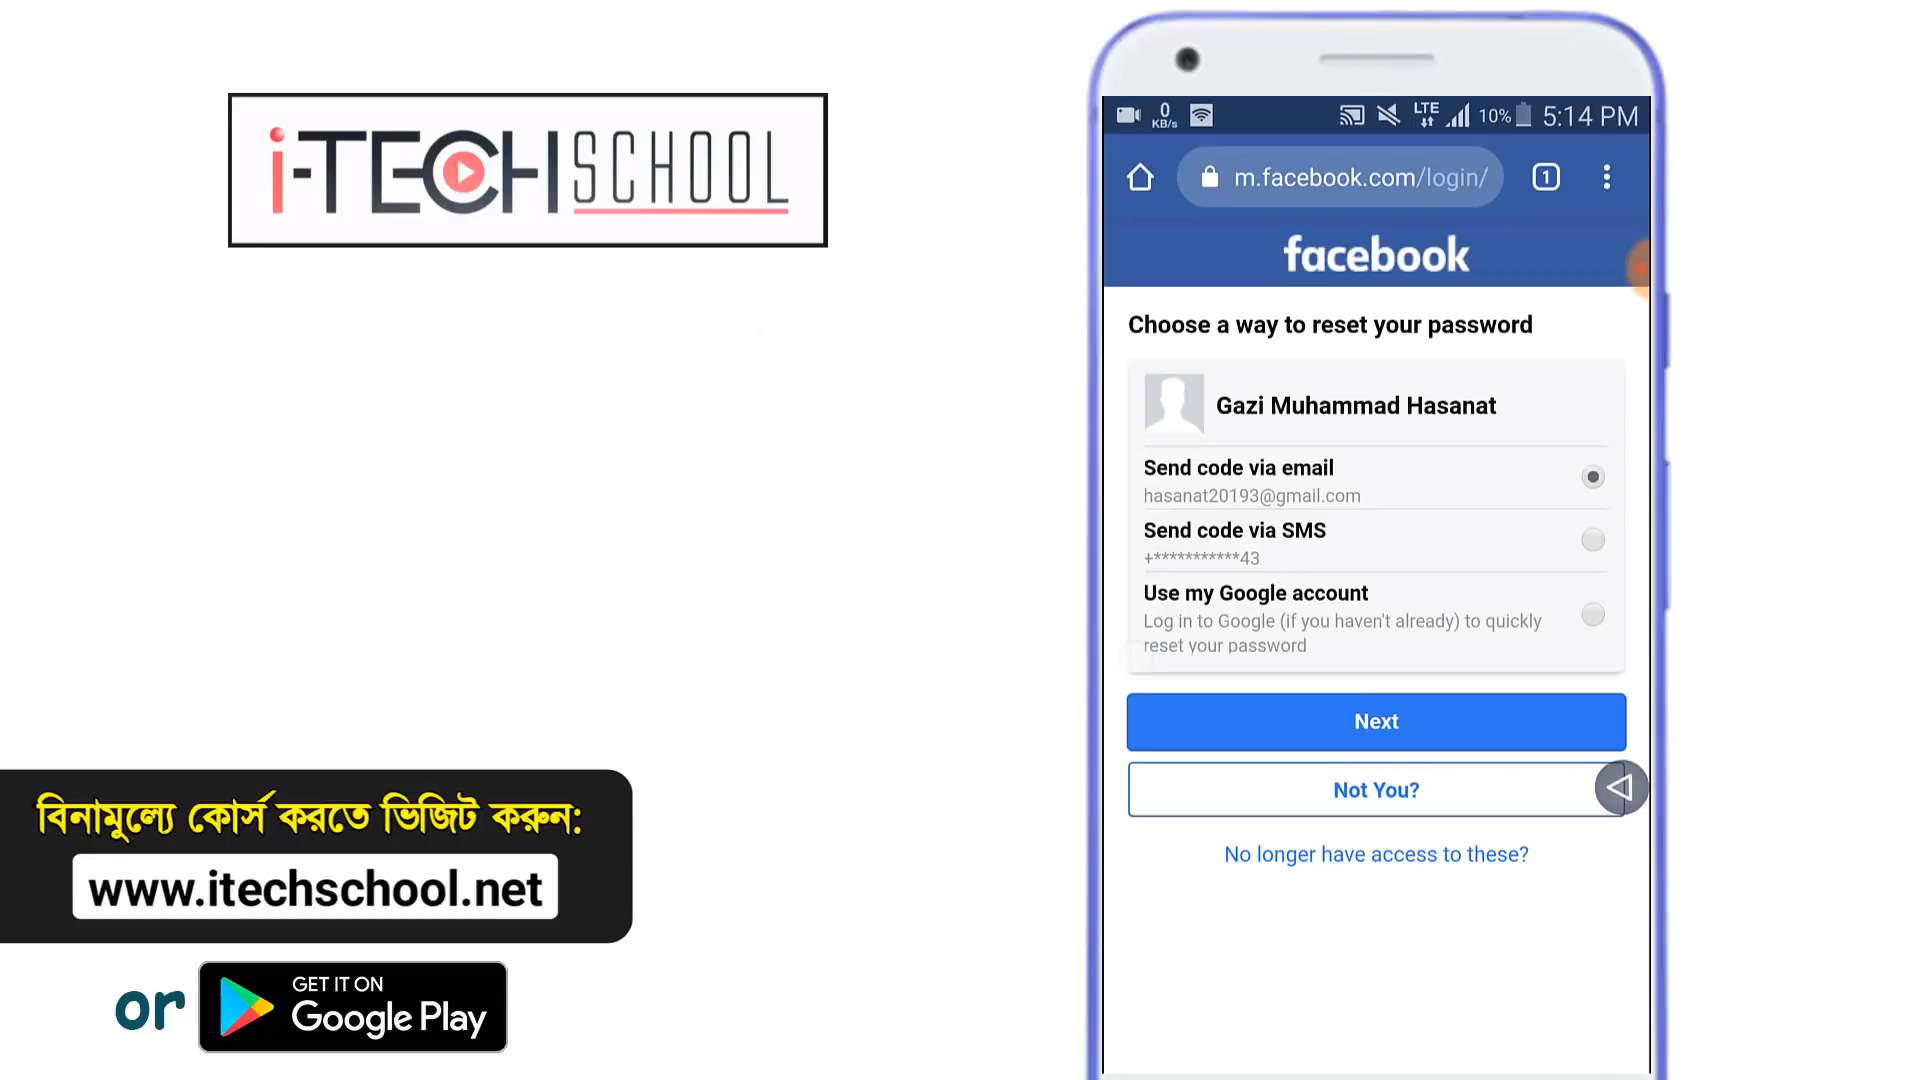 i-TECH SCHOOL
বিনামুল্যে কোর্স করতে ভিজিট করুন:
www.itechschool.net
or
GET IT ON
Google Play
0
KB/s
LTE
10%
5:14 PM
m.facebook.com/login/
1
facebook
Choose a way to reset your password
Gazi Muhammad Hasanat
Send code via email
hasanat20193@gmail.com
Send code via SMS
+***********43
Use my Google account
Log in to Google (if you haven't already) to quickly
reset your password
Next
Not You?
No longer have access to these?